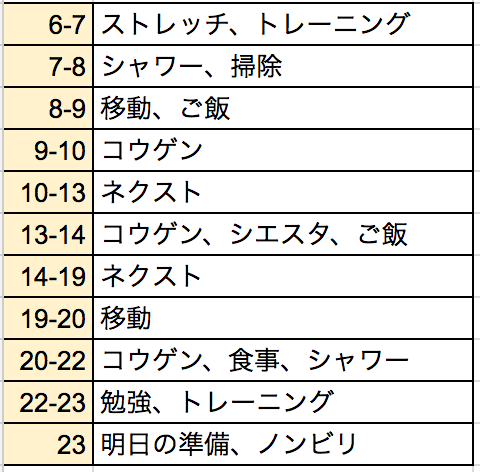 6-7 ストレッチ、トレーニング
7-8 シャワー、掃除
8-9 移動、ご飯
9-10 コウゲン
10-13 ネクスト
13-14 コウゲン、シエスタ、ご飯
14-19 ネクスト
19-20 移動
20-22 コウゲン、食事、シャワー
22-23 勉強、トレーニング
23 明日の準備、ノンビリ